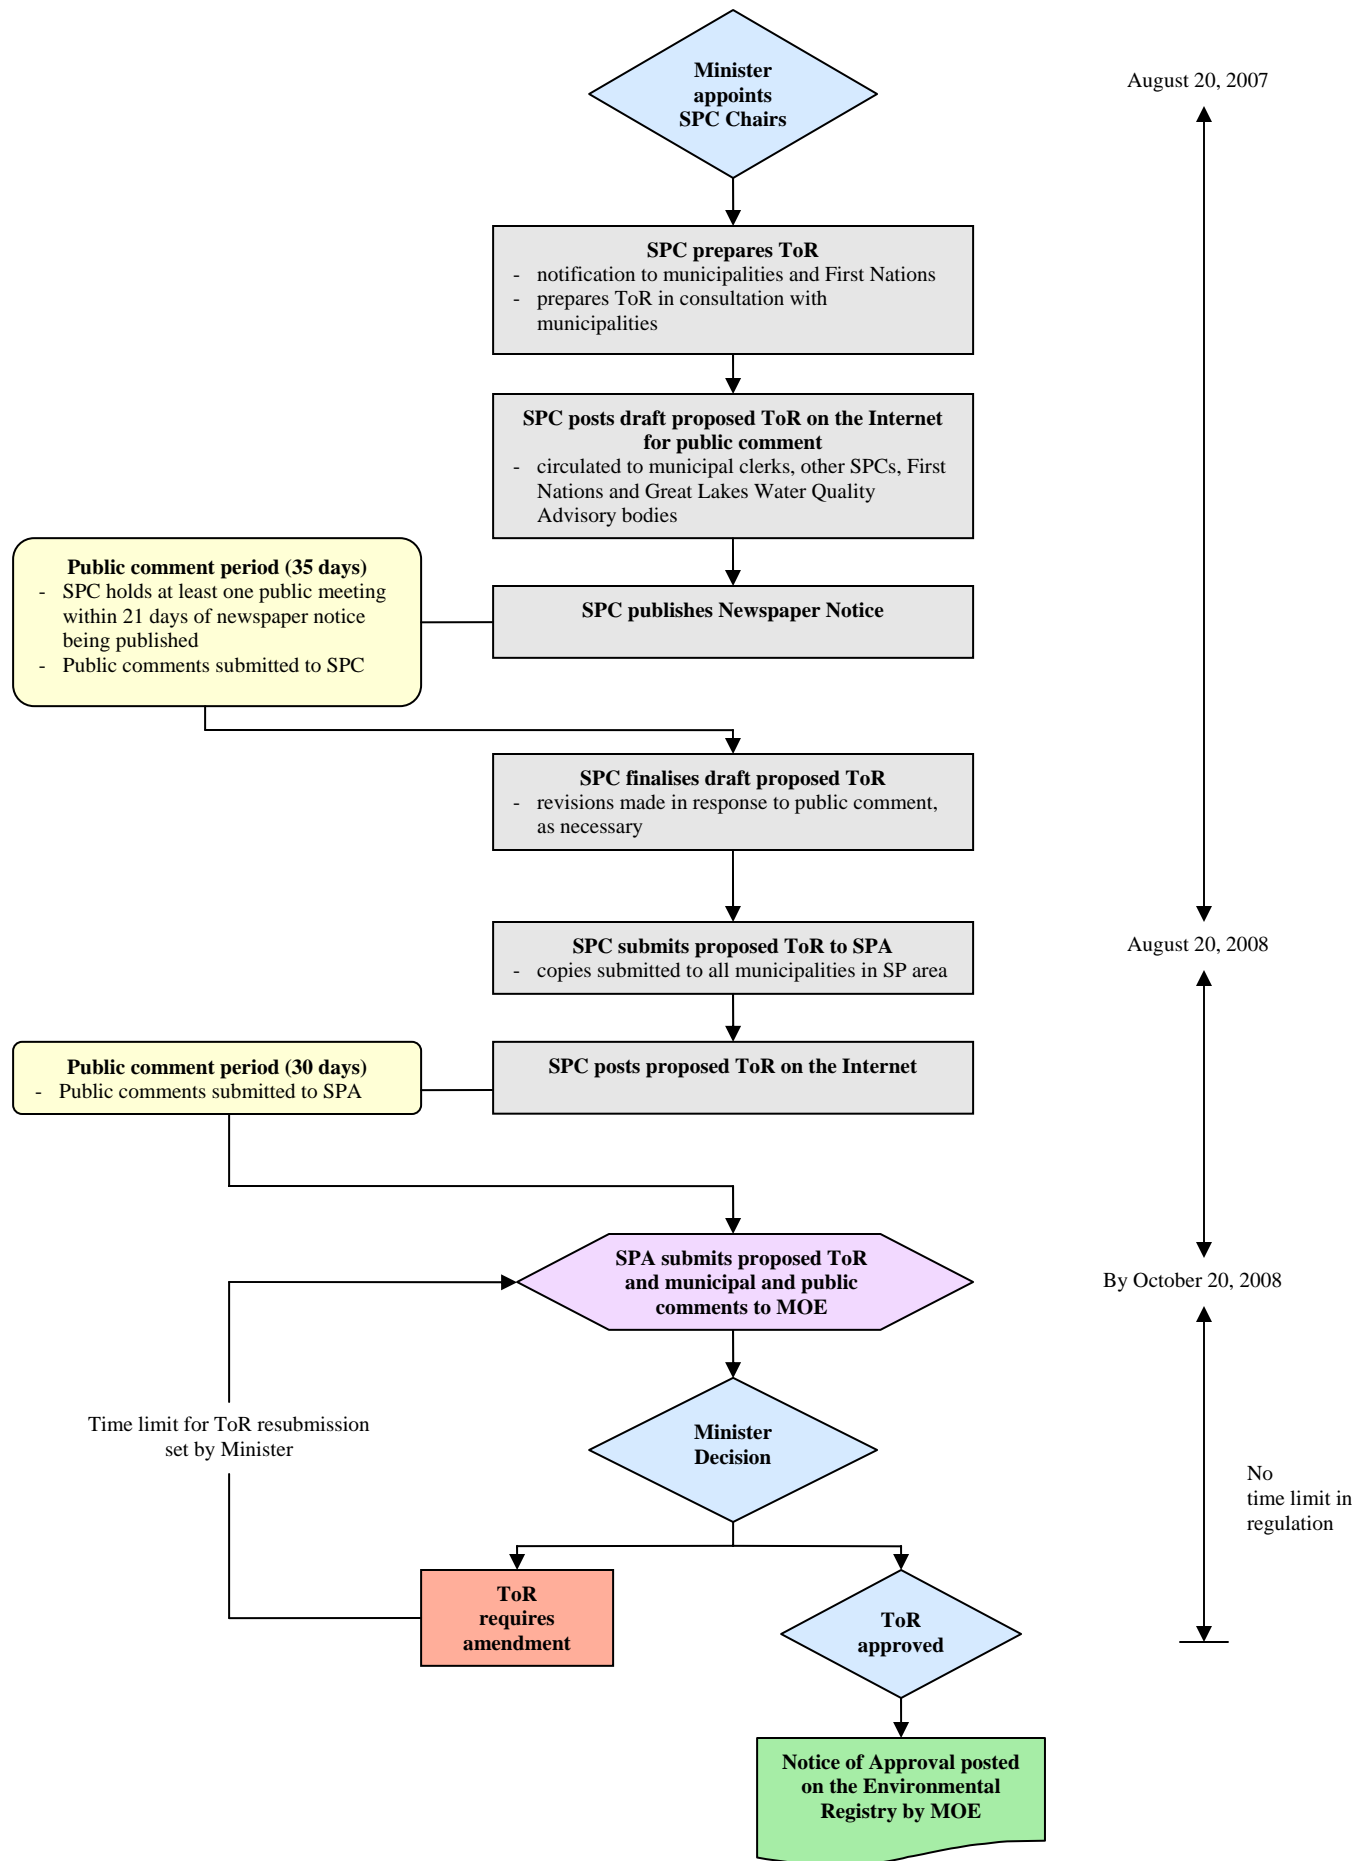 Minister
appoints
SPC Chairs
August 20, 2007
SPC prepares ToR
- notification to municipalities and First Nations
- prepares ToR in consultation with
municipalities
SPC posts draft proposed ToR on the Internet
for public comment
- circulated to municipal clerks, other SPCs, First
Nations and Great Lakes Water Quality
Advisory bodies
Public comment period (35 days)
- SPC holds at least one public meeting
within 21 days of newspaper notice
being published
- Public comments submitted to SPC
SPC publishes Newspaper Notice
SPC finalises draft proposed ToR
- revisions made in response to public comment,
as necessary
SPC submits proposed ToR to SPA
- copies submitted to all municipalities in SP area
August 20, 2008
Public comment period (30 days)
- Public comments submitted to SPA
SPC posts proposed ToR on the Internet
SPA submits proposed ToR
and municipal and public
comments to MOE
By October 20, 2008
Time limit for ToR resubmission
set by Minister
Minister
Decision
No
time limit in
regulation
ToR
requires
amendment
ToR
approved
Notice of Approval posted
on the Environmental
Registry by MOE